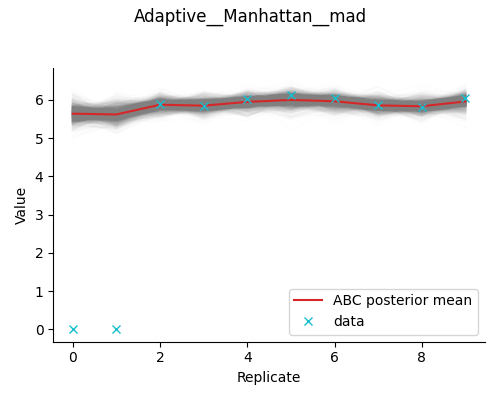 Adaptive__Manhattan__mad
Value
6
5
4
3
2
1
0
0 2 4 6 8
Replicate
ABC posterior mean
data